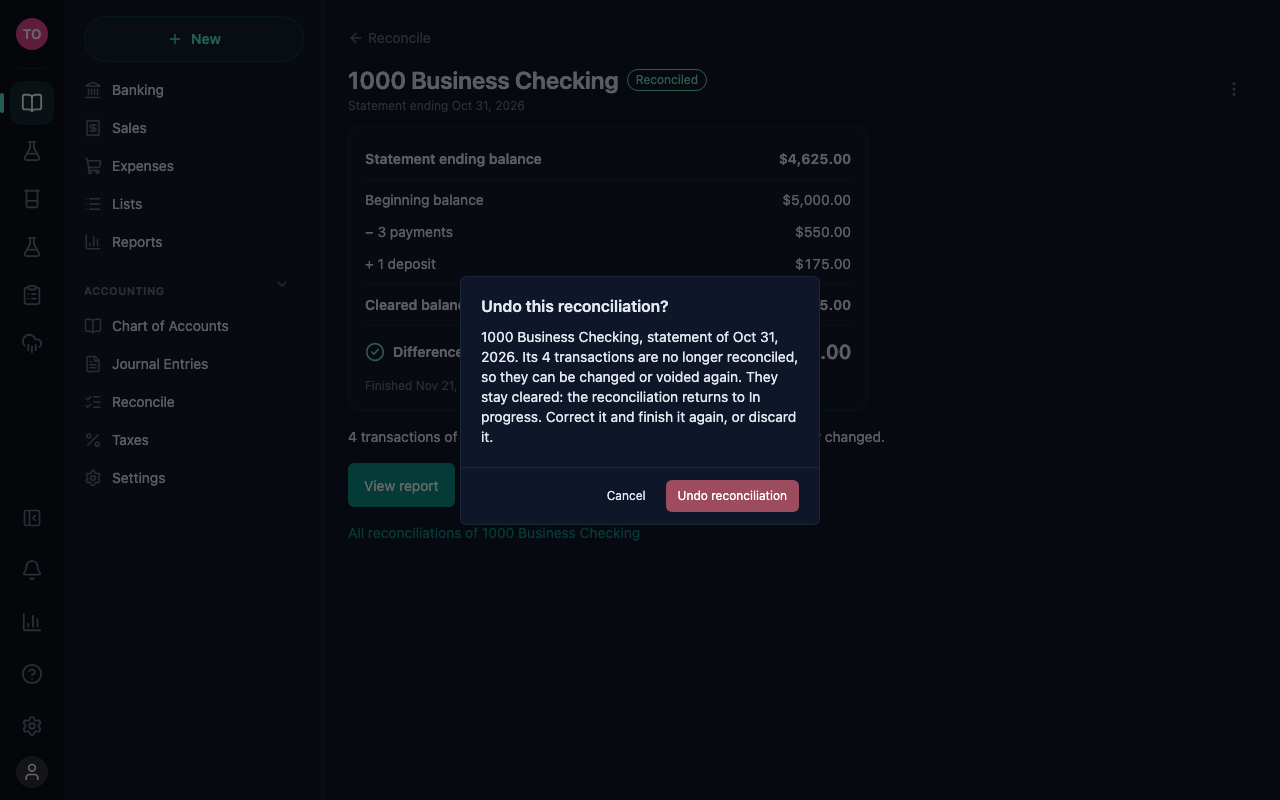 TO
New
Banking
Sales
Expenses
Lists
Reports
ACCOUNTING
Chart of Accounts
Journal Entries
Reconcile
Taxes
Settings
Reconcile
1000 Business Checking Reconciled
Statement ending Oct 31, 2026
Statement ending balance $4,625.00
Beginning balance $5,000.00
− 3 payments $550.00
+ 1 deposit $175.00
Cleared 5.00
Difference .00
Finished Nov 21,
4 transactions of changed.
View report
All reconciliations of 1000 Business Checking
Undo this reconciliation?
1000 Business Checking, statement of Oct 31,
2026. Its 4 transactions are no longer reconciled,
so they can be changed or voided again. They
stay cleared: the reconciliation returns to In
progress. Correct it and finish it again, or discard
it.
Cancel
Undo reconciliation